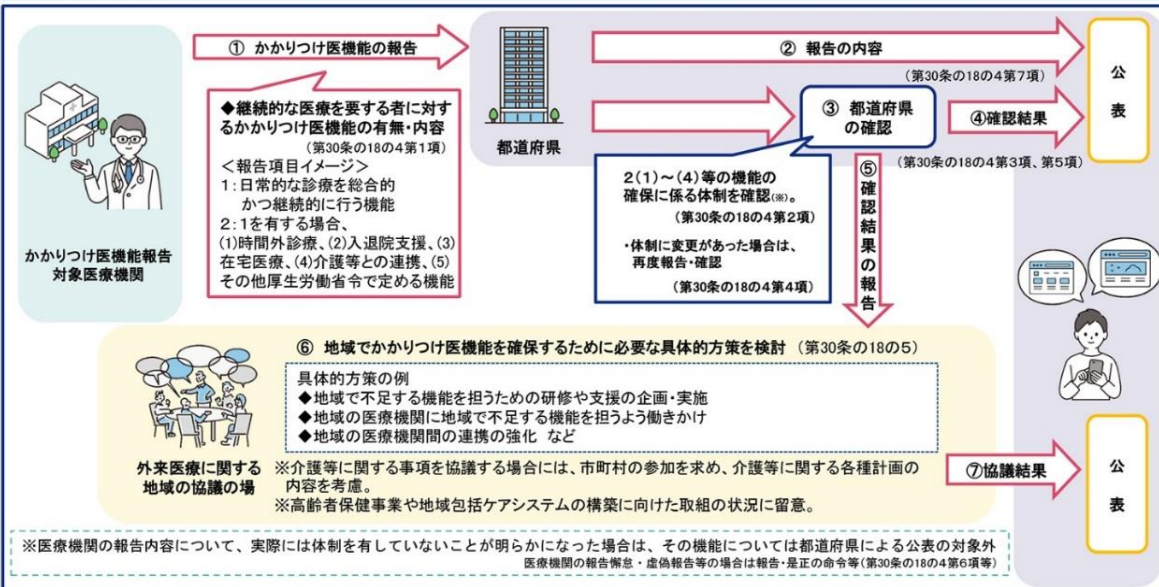 ① かかりつけ医機能の報告
② 報告の内容
(第30条の18の4第7項)
公
表
かかりつけ医機能報告
対象医療機関
◆継続的な医療を要する者に対す
るかかりつけ医機能の有無・内容
(第30条の18の4第1項)
<報告項目イメージ>
1:日常的な診療を総合的
かつ継続的に行う機能
2:1を有する場合、
(1)時間外診療、(2)入退院支援、(3)
在宅医療、(4)介護等との連携、(5)
その他厚生労働省令で定める機能
都道府県
③ 都道府県
の確認
④確認結果
(第30条の18の4第3項、第5項)
2(1)~(4)等の機能の
確保に係る体制を確認(※)。
(第30条の18の4第2項)
・体制に変更があった場合は、
再度報告・確認
(第30条の18の4第4項)
⑤確認結果の報告
⑥ 地域でかかりつけ医機能を確保するために必要な具体的方策を検討 (第30条の18の5)
具体的方策の例
◆地域で不足する機能を担うための研修や支援の企画・実施
◆地域の医療機関に地域で不足する機能を担うよう働きかけ
◆地域の医療機関間の連携の強化 など
外来医療に関する
地域の協議の場
※介護等に関する事項を協議する場合には、市町村の参加を求め、介護等に関する各種計画の
内容を考慮。
※高齢者保健事業や地域包括ケアシステムの構築に向けた取組の状況に留意。
⑦協議結果
公
表
※医療機関の報告内容について、実際には体制を有していないことが明らかになった場合は、その機能については都道府県による公表の対象外
医療機関の報告懈怠・虚偽報告等の場合は報告・是正の命令等(第30条の18の4第6項等)